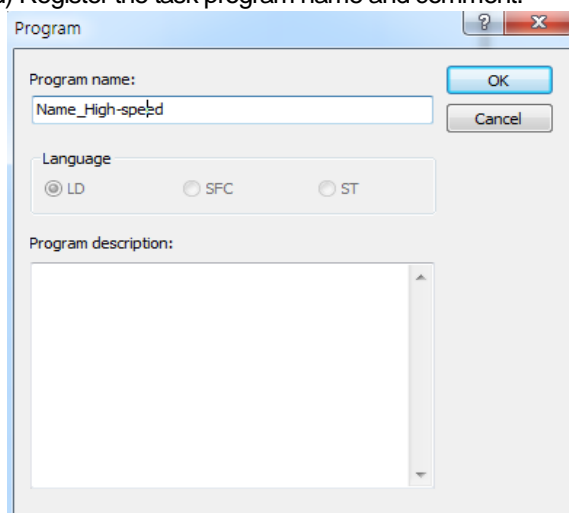 d) Register the task program name and comment.
Program
Program name:
OK
Name_High-speed
Cancel
Language
LD SFC ST
Program description: